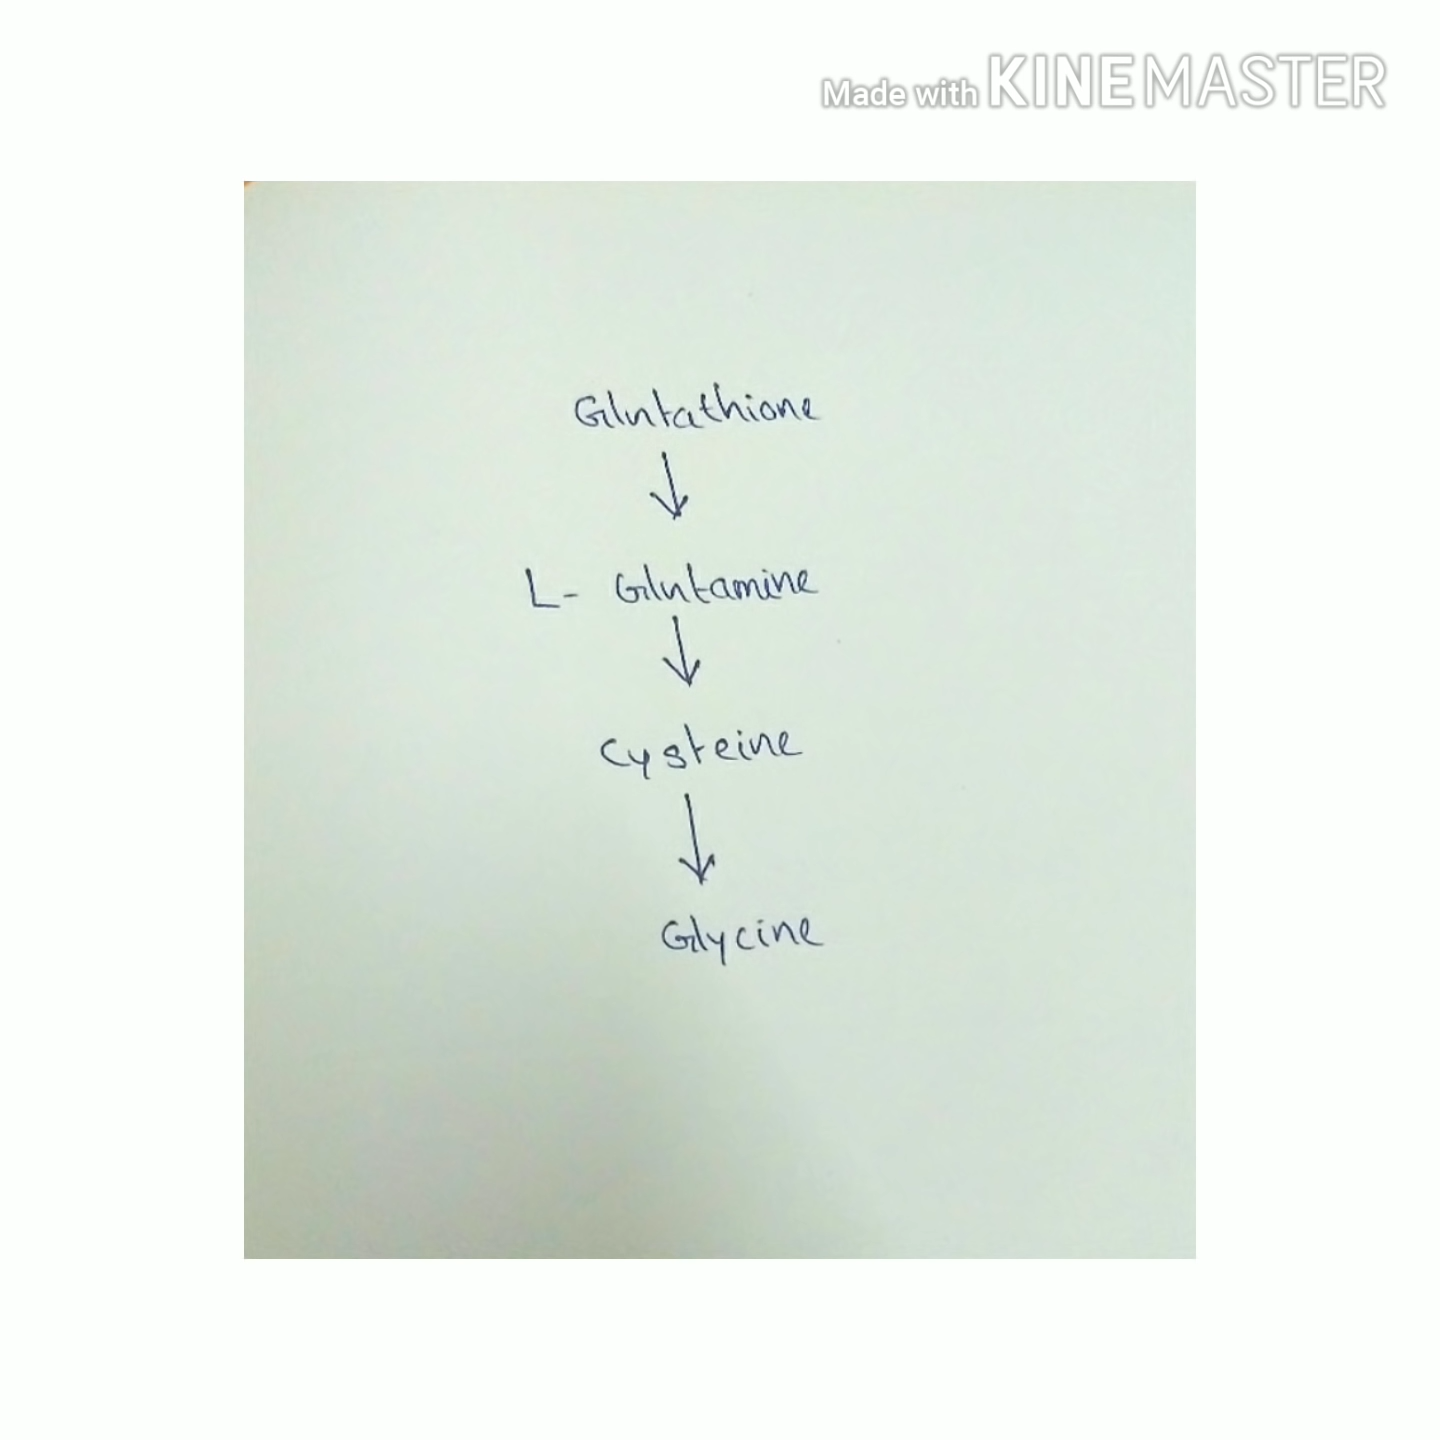 Made with KINEMASTER
Glutathione
↓
L- Glutamine
↓
Cysteine
↓
Glycine